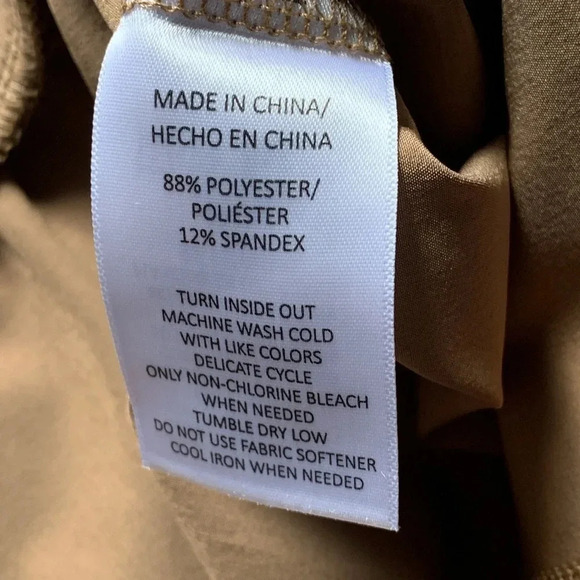 MADE IN CHINA/
HECHO EN CHINA
88% POLYESTER/
POLIÉSTER
12% SPANDEX
TURN INSIDE OUT
MACHINE WASH COLD
WITH LIKE COLORS
DELICATE CYCLE
ONLY NON-CHLORINE BLEACH
WHEN NEEDED
TUMBLE DRY LOW
DO NOT USE FABRIC SOFTENER
COOL IRON WHEN NEEDED